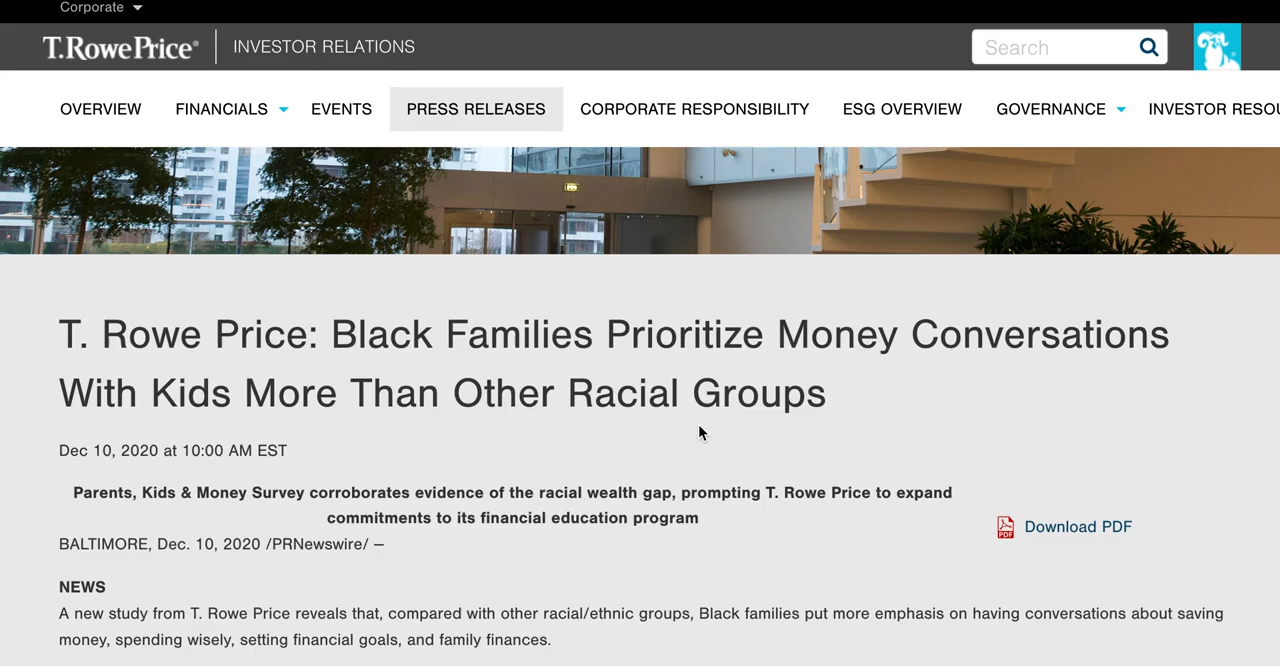 Corporate
T.RowePrice®
INVESTOR RELATIONS
Search
OVERVIEW FINANCIALS EVENTS PRESS RELEASES CORPORATE RESPONSIBILITY ESG OVERVIEW GOVERNANCE INVESTOR RESOU
T. Rowe Price: Black Families Prioritize Money Conversations
With Kids More Than Other Racial Groups
Dec 10, 2020 at 10:00 AM EST
Parents, Kids & Money Survey corroborates evidence of the racial wealth gap, prompting T. Rowe Price to expand
commitments to its financial education program
PDF
Download PDF
BALTIMORE, Dec. 10, 2020 /PRNewswire/ –
NEWS
A new study from T. Rowe Price reveals that, compared with other racial/ethnic groups, Black families put more emphasis on having conversations about saving
money, spending wisely, setting financial goals, and family finances.